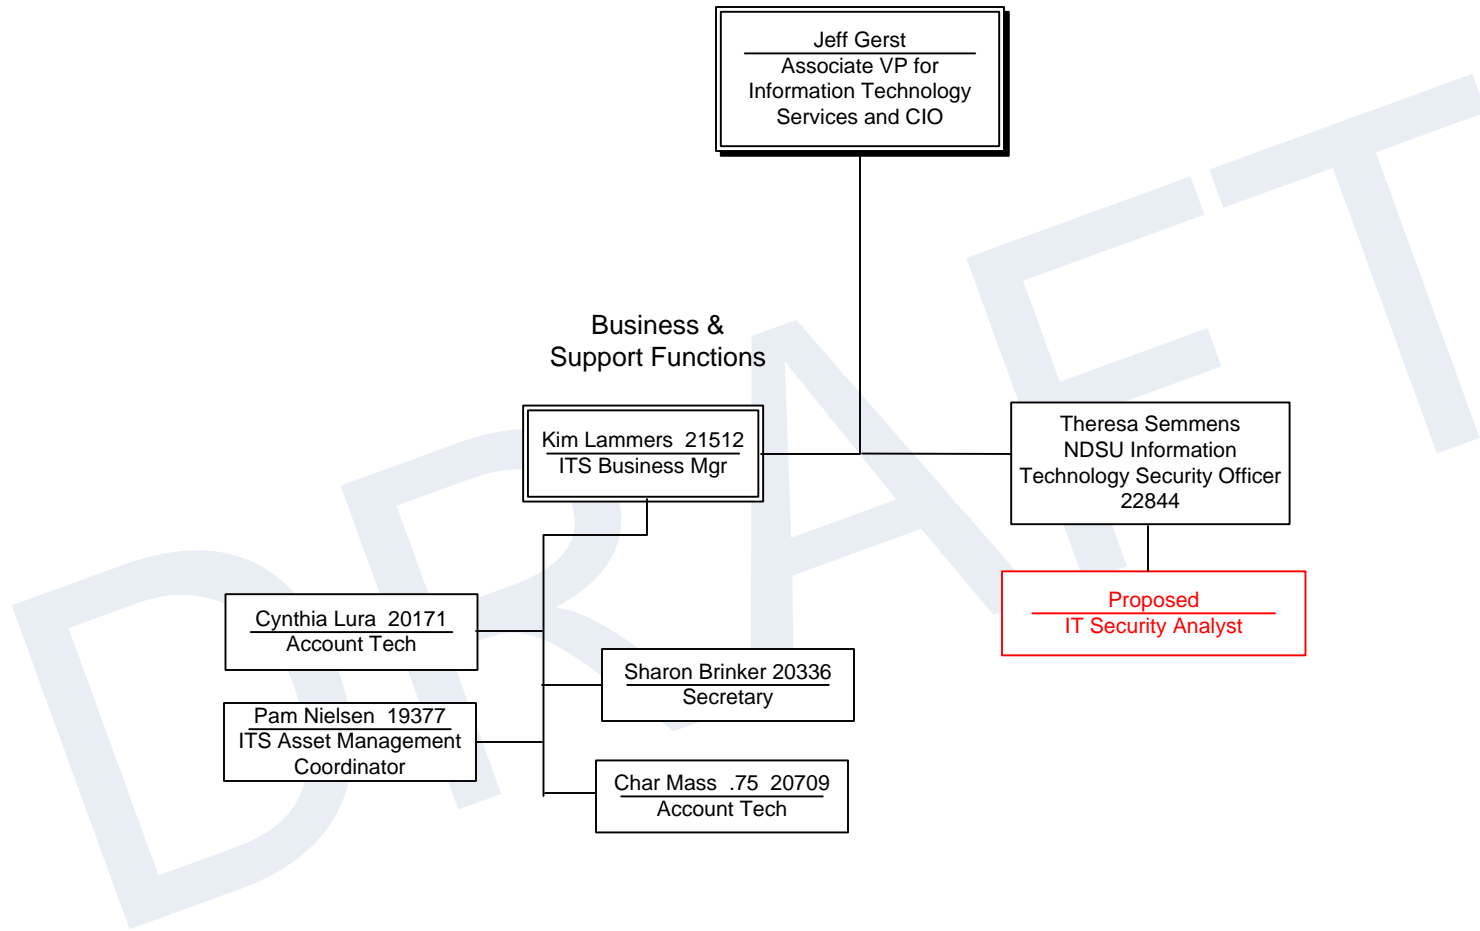 Jeff Gerst
Associate VP for
Information Technology
Services and CIO
Business &
Support Functions
Kim Lammers  21512
ITS Business Mgr
Theresa Semmens
NDSU Information
Technology Security Officer
22844
Proposed
IT Security Analyst
Cynthia Lura  20171
Account Tech
Sharon Brinker 20336
Secretary
Pam Nielsen  19377
ITS Asset Management
Coordinator
Char Mass  .75  20709
Account Tech
DRAFT